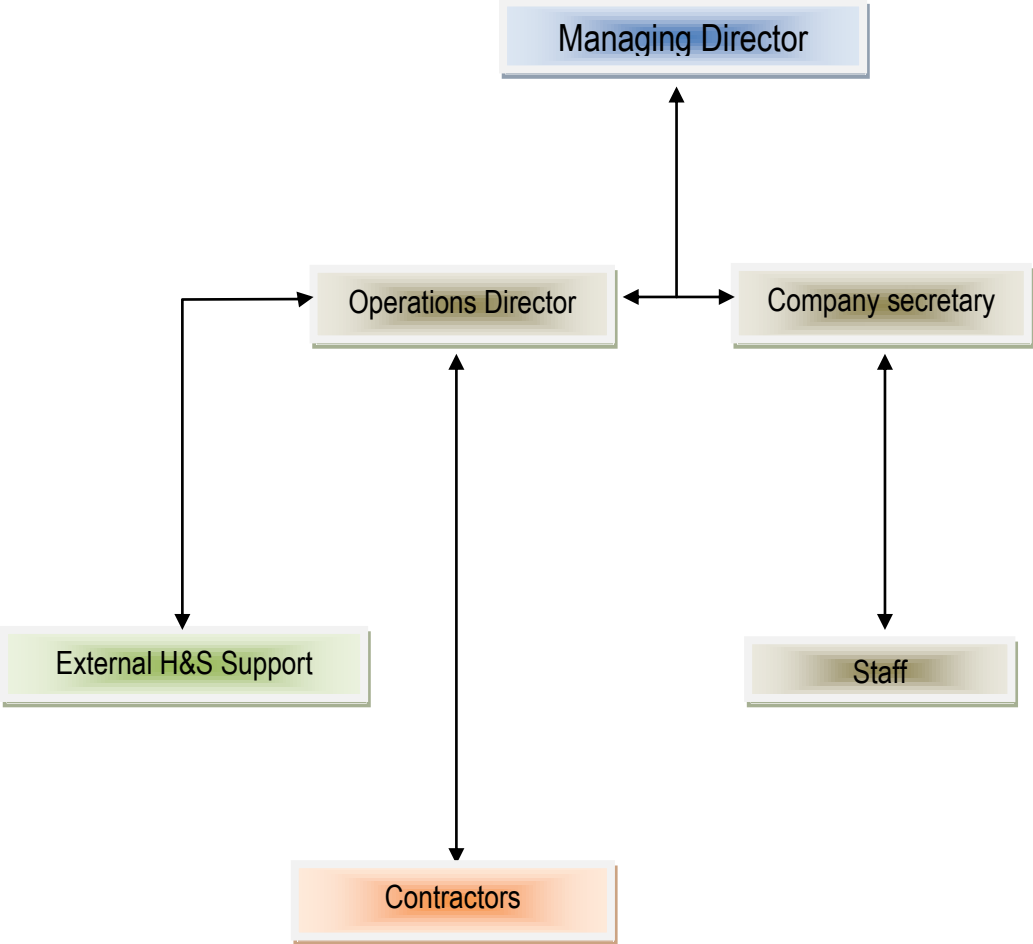 Managing Director
Operations Director
Company secretary
External H&S Support
Staff
Contractors